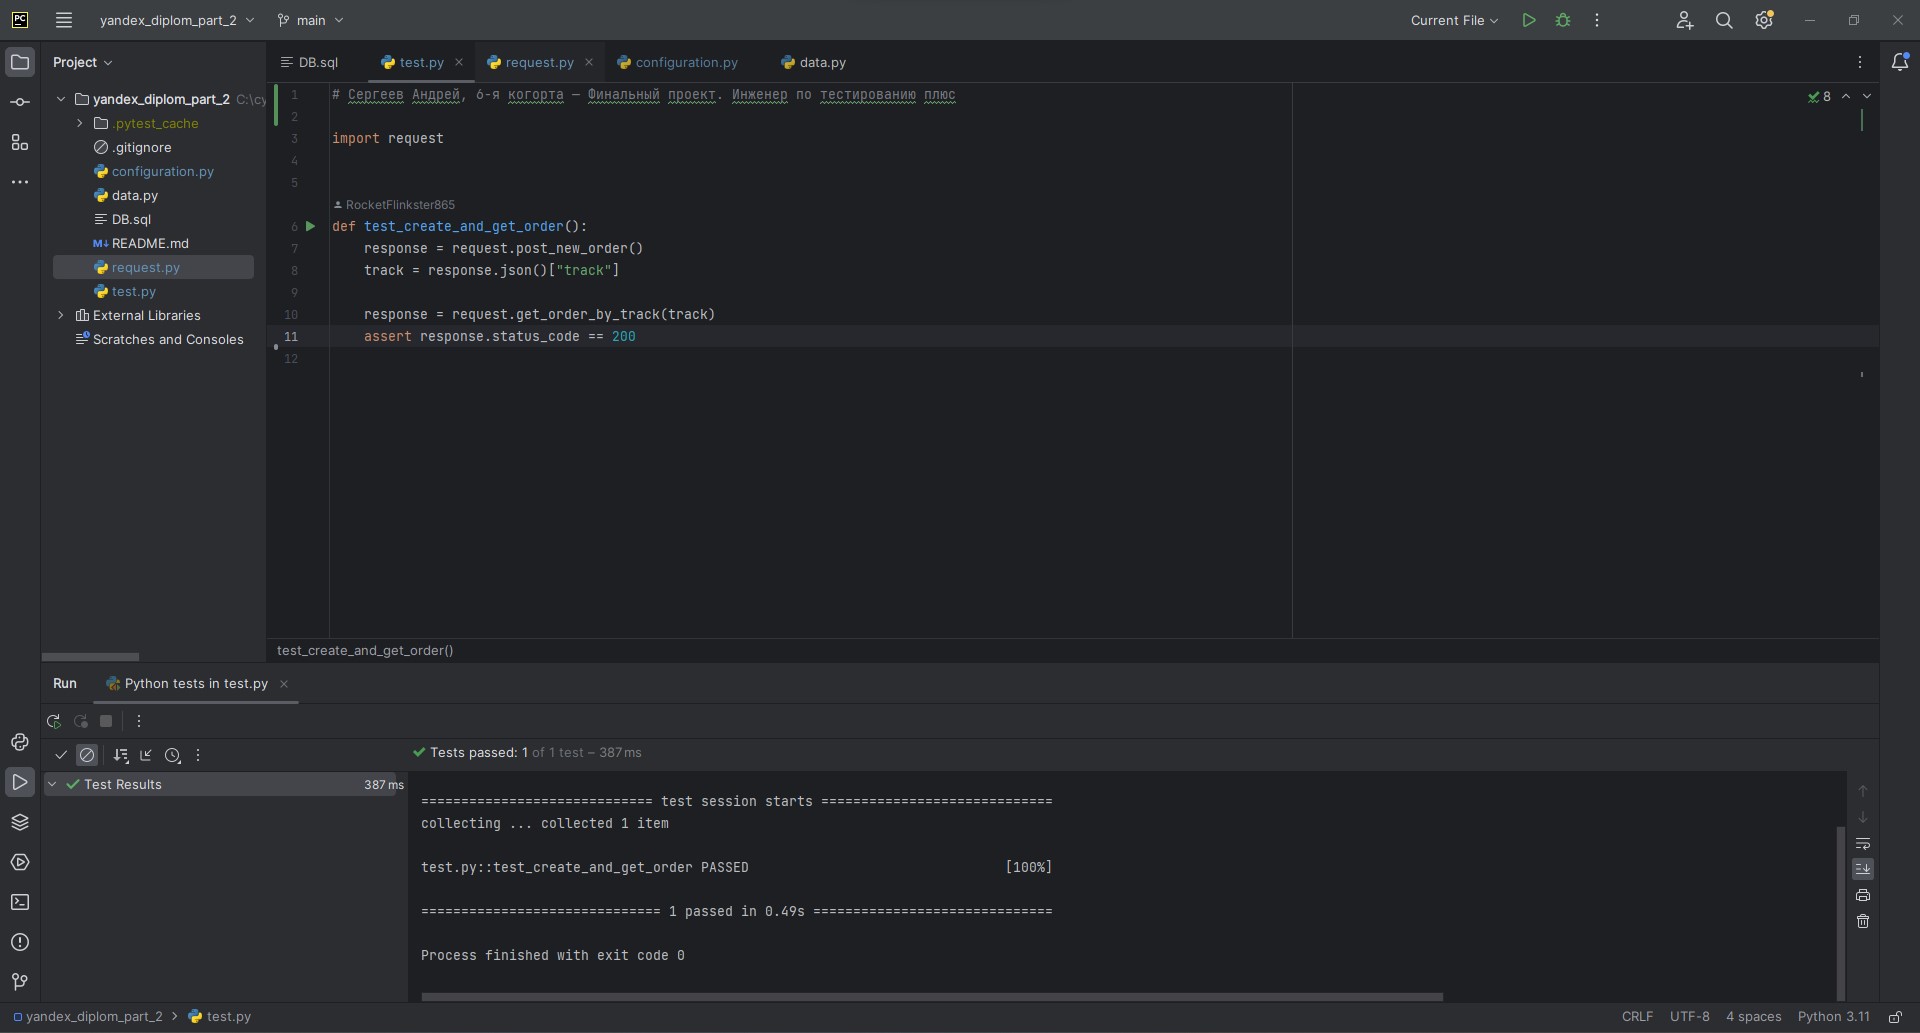 PC
yandex_diplom_part_2
main
Current File
Project
DB.sql
test.py
request.py
configuration.py
data.py
yandex_diplom_part_2 C:\cy
.pytest_cache
.gitignore
configuration.py
data.py
DB.sql
M↓ README.md
request.py
test.py
External Libraries
Scratches and Consoles
1 # Сергеев Андрей, 6-я когорта — Финальный проект. Инженер по тестированию плюс
8
2
3 import request
4
5
RocketFlinkster865
6 def test_create_and_get_order():
7 response = request.post_new_order()
8 track = response.json()["track"]
9
10 response = request.get_order_by_track(track)
11 assert response.status_code == 200
12
test_create_and_get_order()
Run
Python tests in test.py
Tests passed: 1 of 1 test – 387 ms
Test Results 387 ms
============================= test session starts =============================
collecting ... collected 1 item
test.py::test_create_and_get_order PASSED [100%]
============================== 1 passed in 0.49s ==============================
Process finished with exit code 0
yandex_diplom_part_2 > test.py
CRLF
UTF-8
4 spaces
Python 3.11